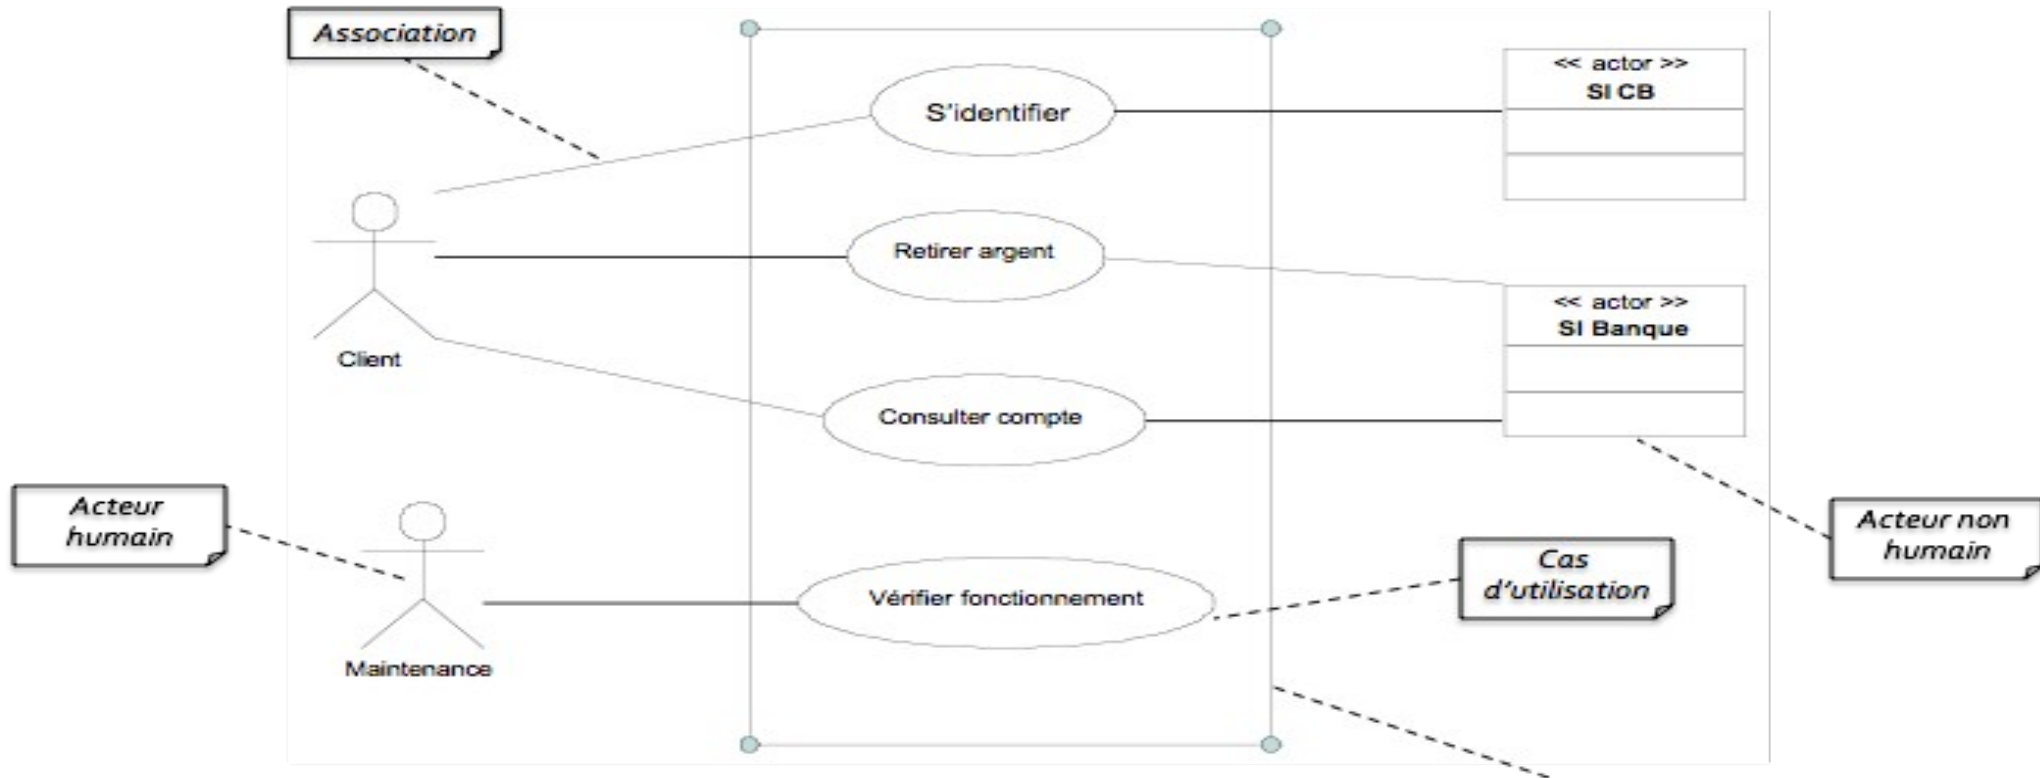 Association
<< actor >>
SI CB
S'identifier
Retirer argent
<< actor >>
SI Banque
Client
Consulter compte
Acteur
humain
Acteur non
humain
Cas
d'utilisation
Vérifier fonctionnement
Maintenance